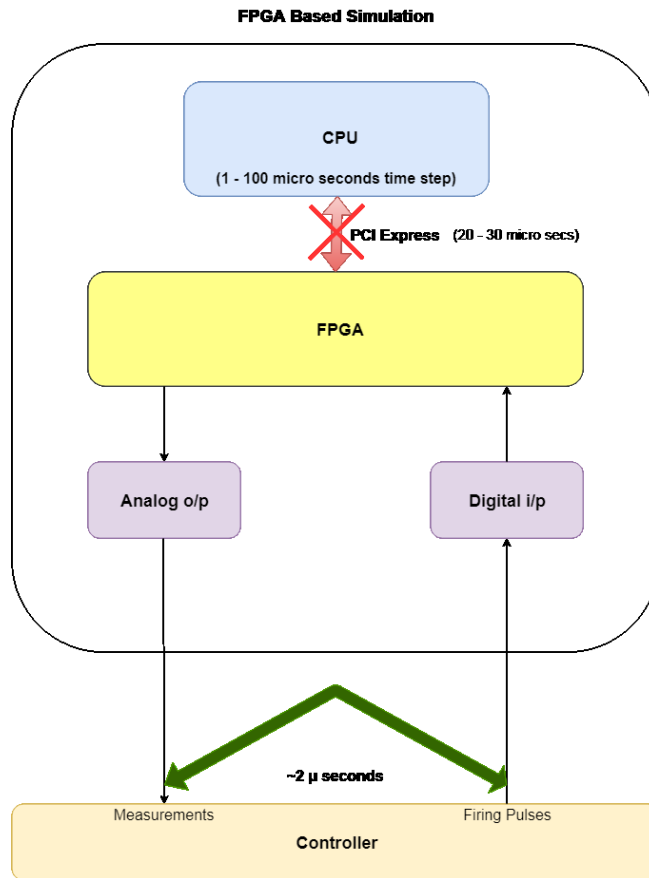 FPGA Based Simulation
CPU
(1 - 100 micro seconds time step)
PCI Express (20 - 30 micro secs)
FPGA
Analog o/p
Digital i/p
~2 μ seconds
Measurements
Firing Pulses
Controller